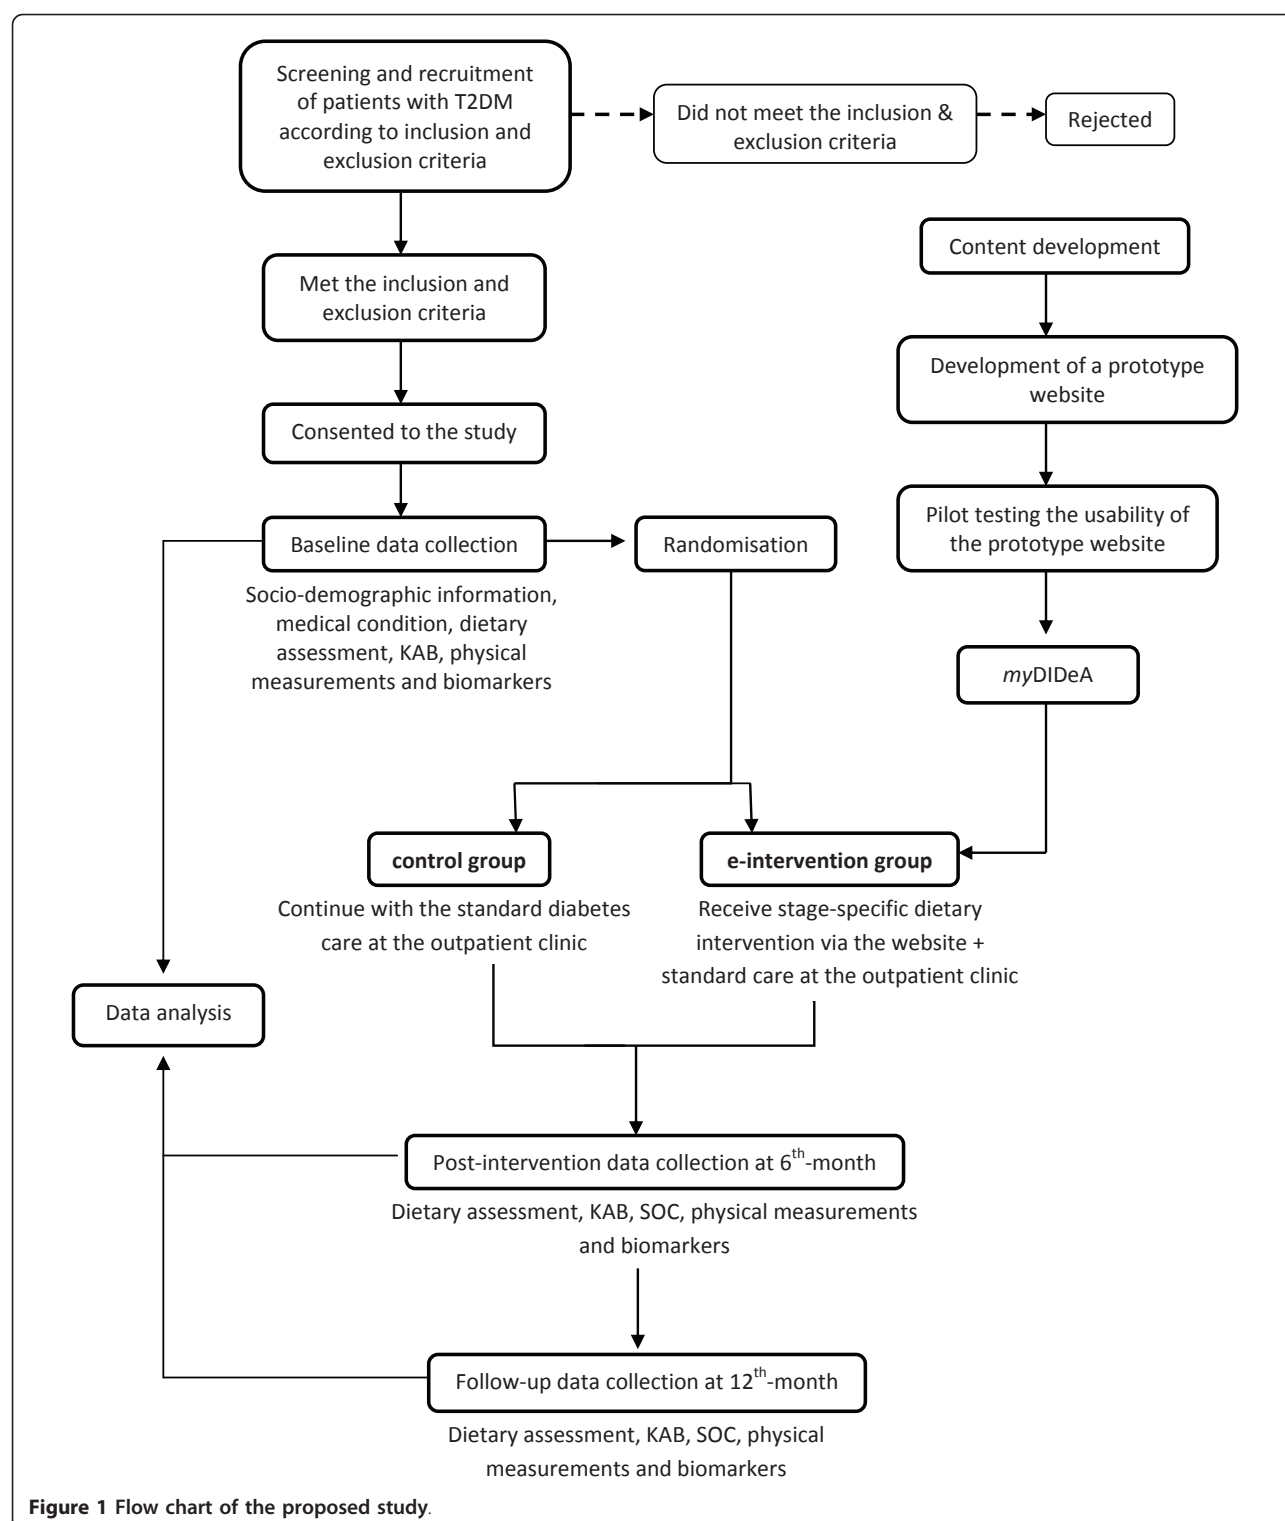 Screening and recruitment
of patients with T2DM
according to inclusion and
exclusion criteria
Did not meet the inclusion &
exclusion criteria
Rejected
Met the inclusion and
exclusion criteria
Content development
Development of a prototype
website
Consented to the study
Pilot testing the usability of
the prototype website
Baseline data collection
Randomisation
Socio-demographic information,
medical condition, dietary
assessment, KAB, physical
measurements and biomarkers
myDIDeA
control group
e-intervention group
Continue with the standard diabetes
care at the outpatient clinic
Receive stage-specific dietary
intervention via the website +
standard care at the outpatient clinic
Data analysis
Post-intervention data collection at 6th-month
Dietary assessment, KAB, SOC, physical measurements
and biomarkers
Follow-up data collection at 12th-month
Dietary assessment, KAB, SOC, physical
measurements and biomarkers
Figure 1 Flow chart of the proposed study.